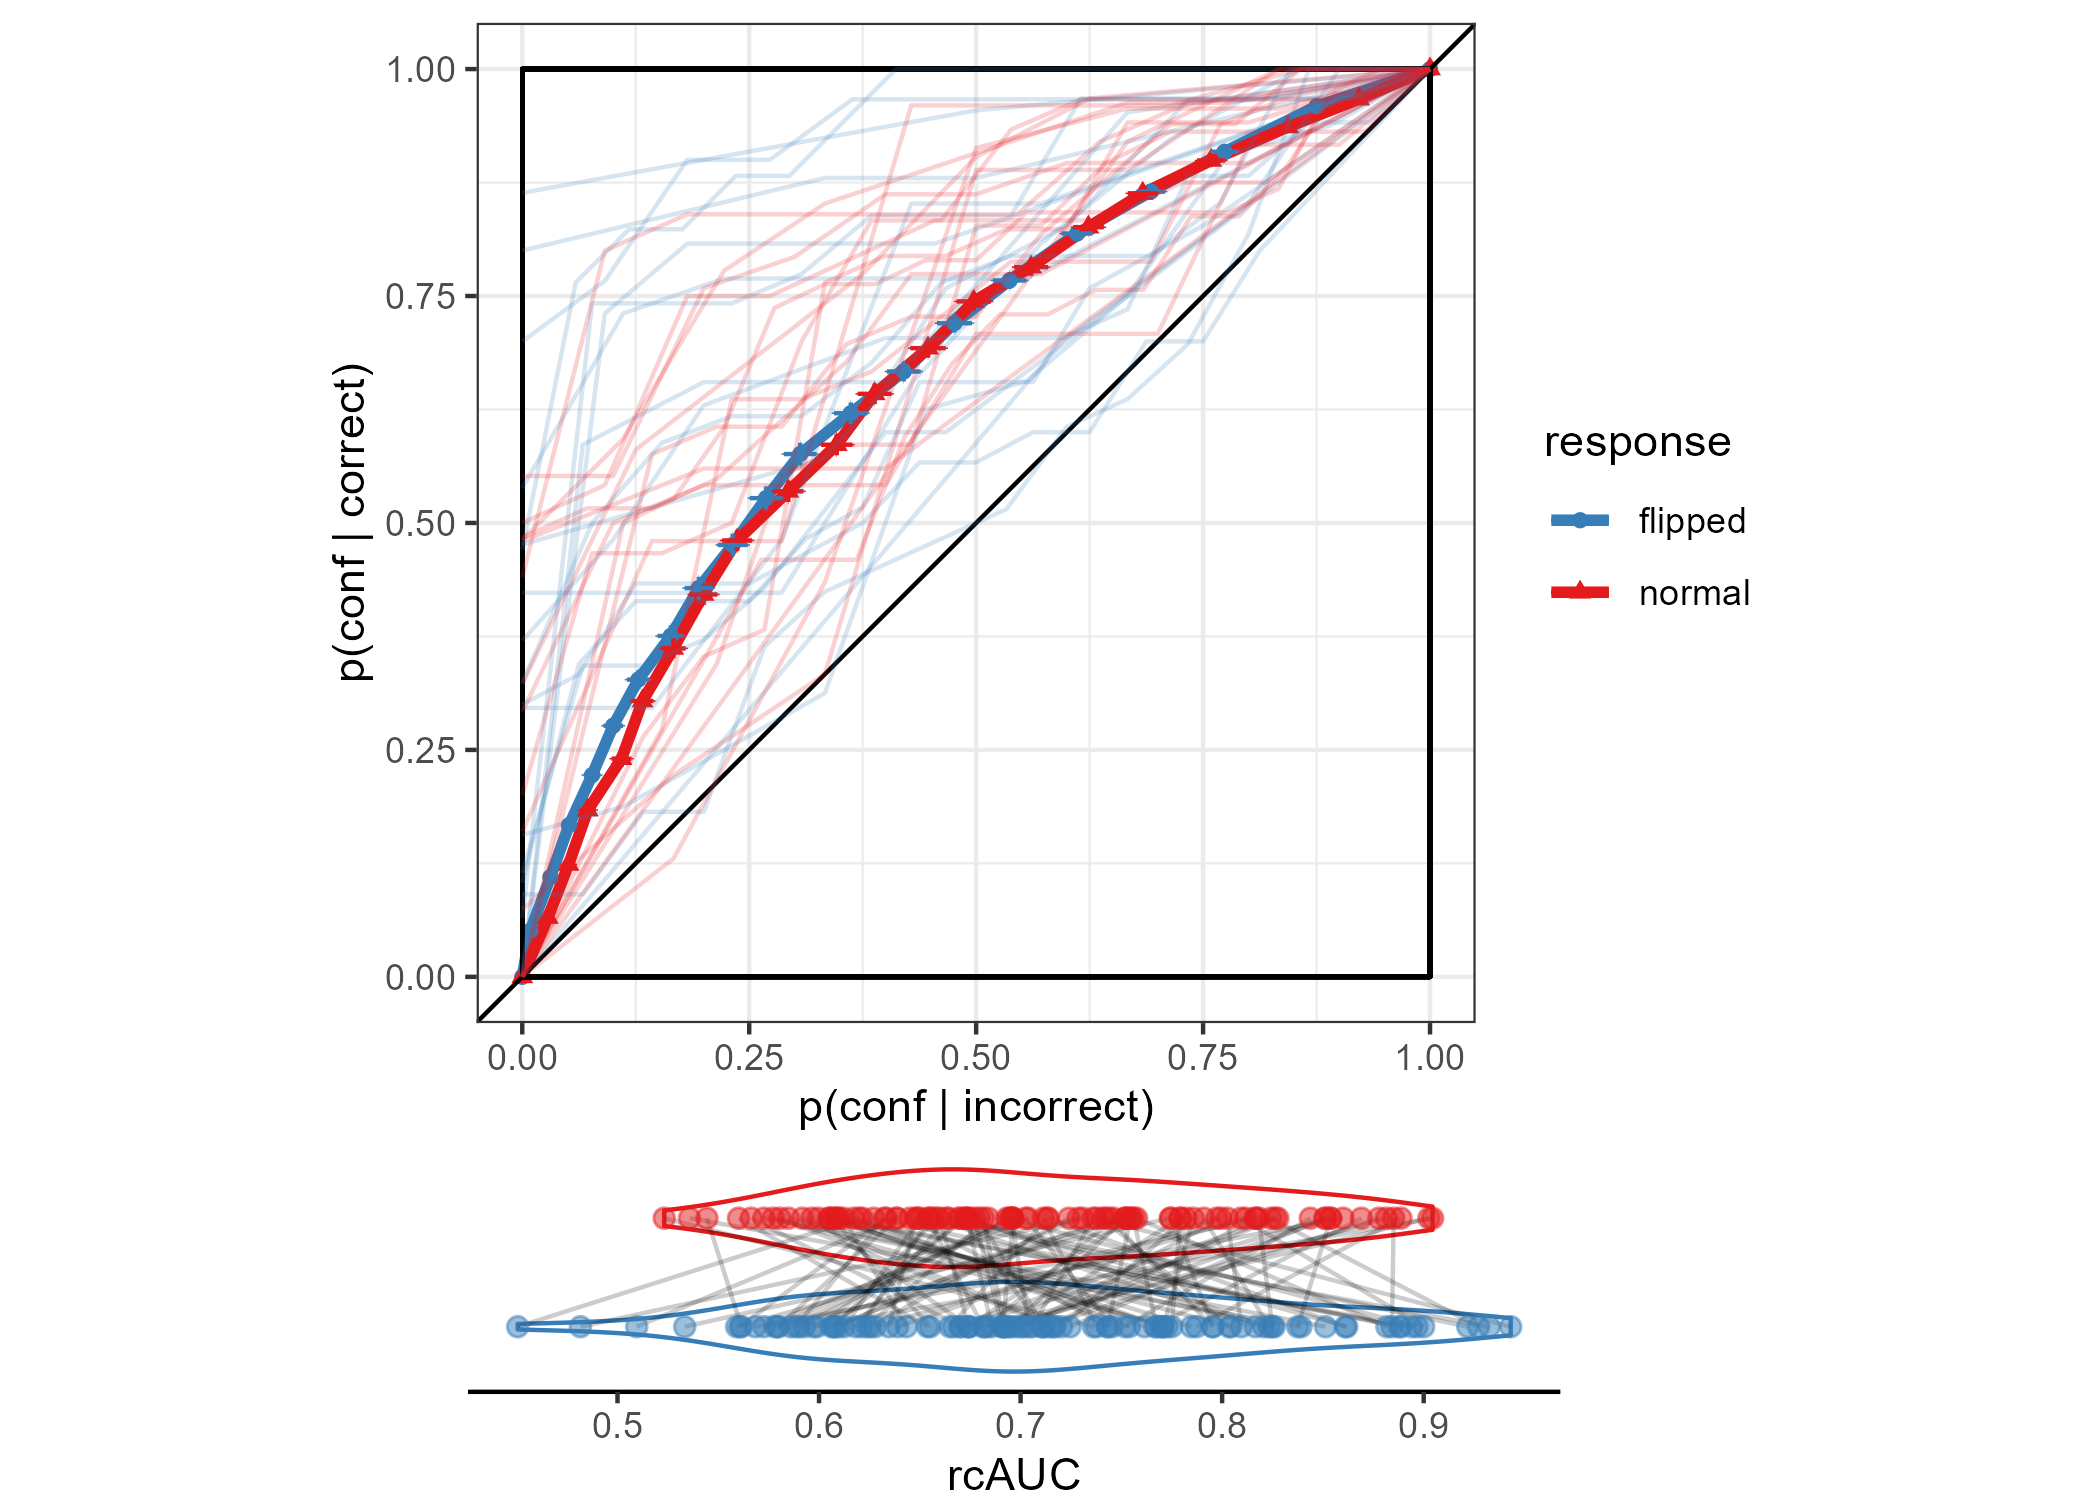 1.00
0.75
0.50
0.25
0.00
p(conf | correct)
0.00 0.25 0.50 0.75 1.00
p(conf | incorrect)
response
flipped
normal
0.5 0.6 0.7 0.8 0.9
rcAUC